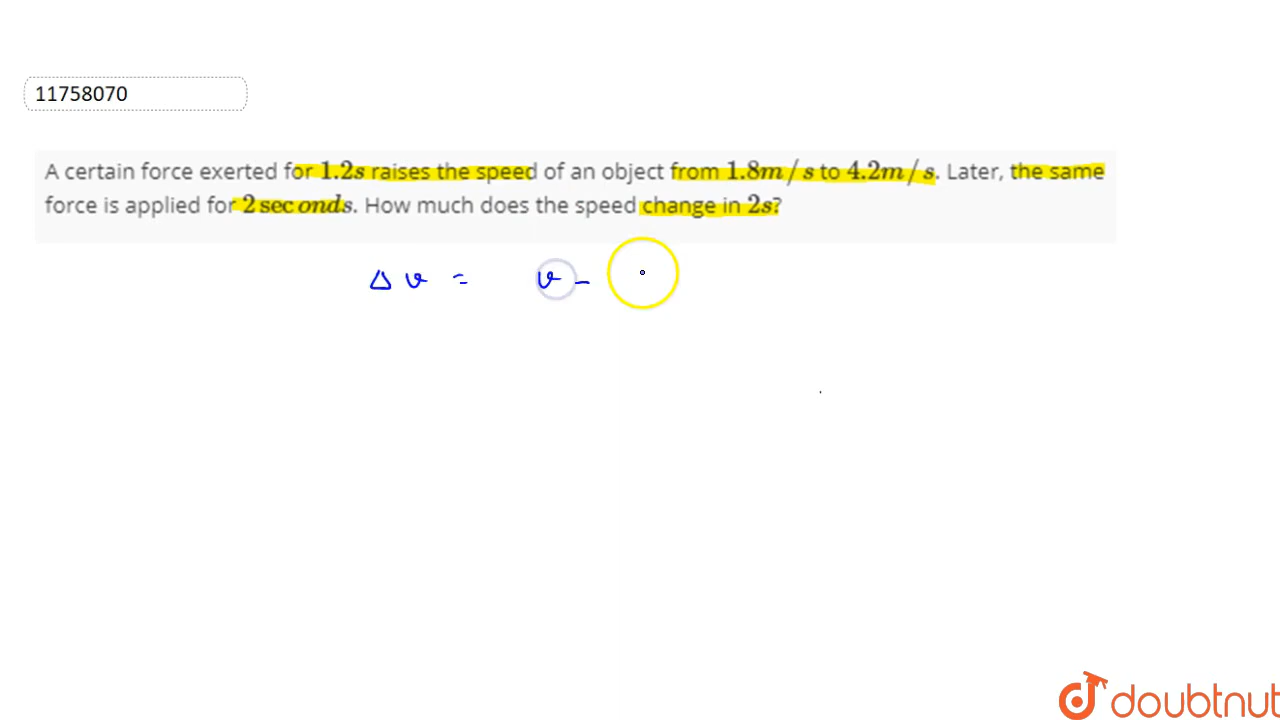 11758070
A certain force exerted for 1.2s raises the speed of an object from 1.8m/s to 4.2m/s. Later, the same
force is applied for 2 seconds. How much does the speed change in 2s?
Δv = v -
doubtnut